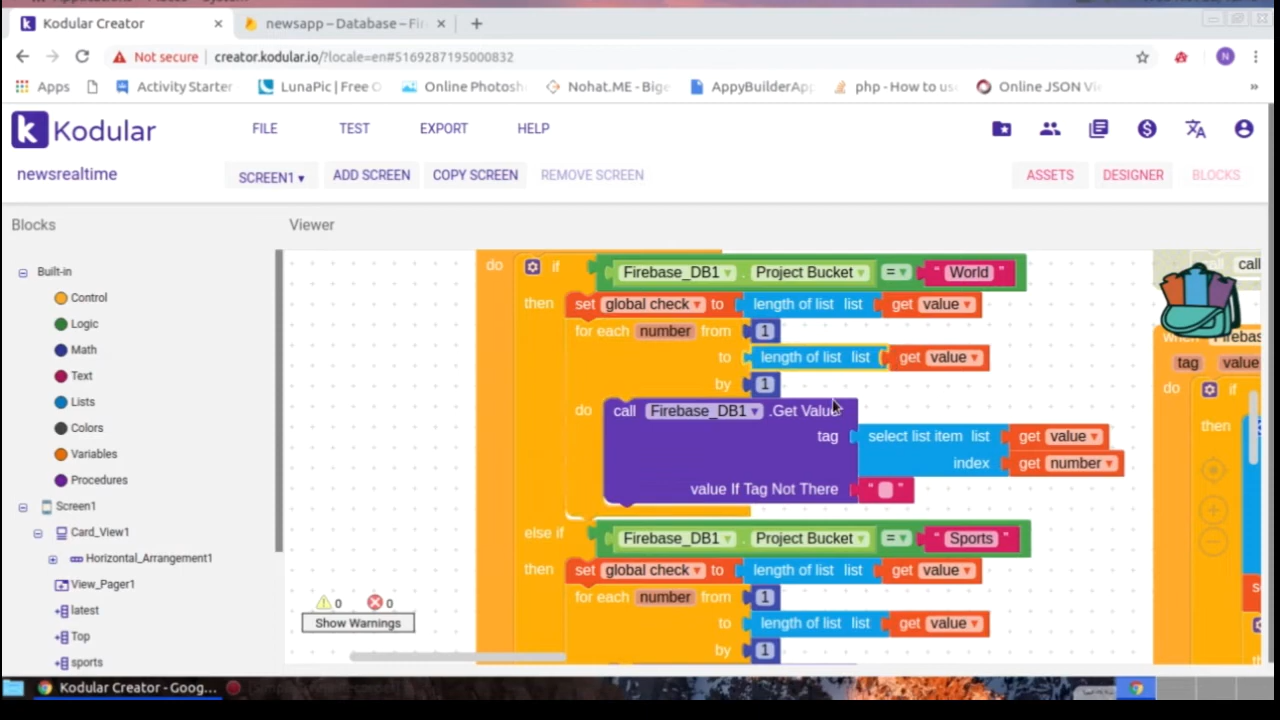 Kodular Creator × newsapp – Database – Fir × +
Not secure creator.kodular.io/?locale=en#5169287195000832 N
Apps Activity Starter LunaPic | Free O Online Photosh Nohat.ME - Bige AppyBuilderAp php - How to us Online JSON Vi »
k Kodular FILE TEST EXPORT HELP
newsrealtime SCREEN1 ADD SCREEN COPY SCREEN REMOVE SCREEN ASSETS DESIGNER BLOCKS
Blocks Viewer
Built-in
Control
Logic
Math
Text
Lists
Colors
Variables
Procedures
Screen1
Card_View1
Horizontal_Arrangement1
View_Pager1
latest
Top
sports
do if Firebase_DB1 . Project Bucket = " World "
then set global check to length of list list get value
for each number from 1
to length of list list get value
by 1
do call Firebase_DB1 .Get Value
tag select list item list get value
index get number
value If Tag Not There " "
else if Firebase_DB1 . Project Bucket = " Sports "
then set global check to length of list list get value
for each number from 1
to length of list list get value
by 1
call
tag value
do if
then
0 0
Show Warnings
Kodular Creator - Goog...